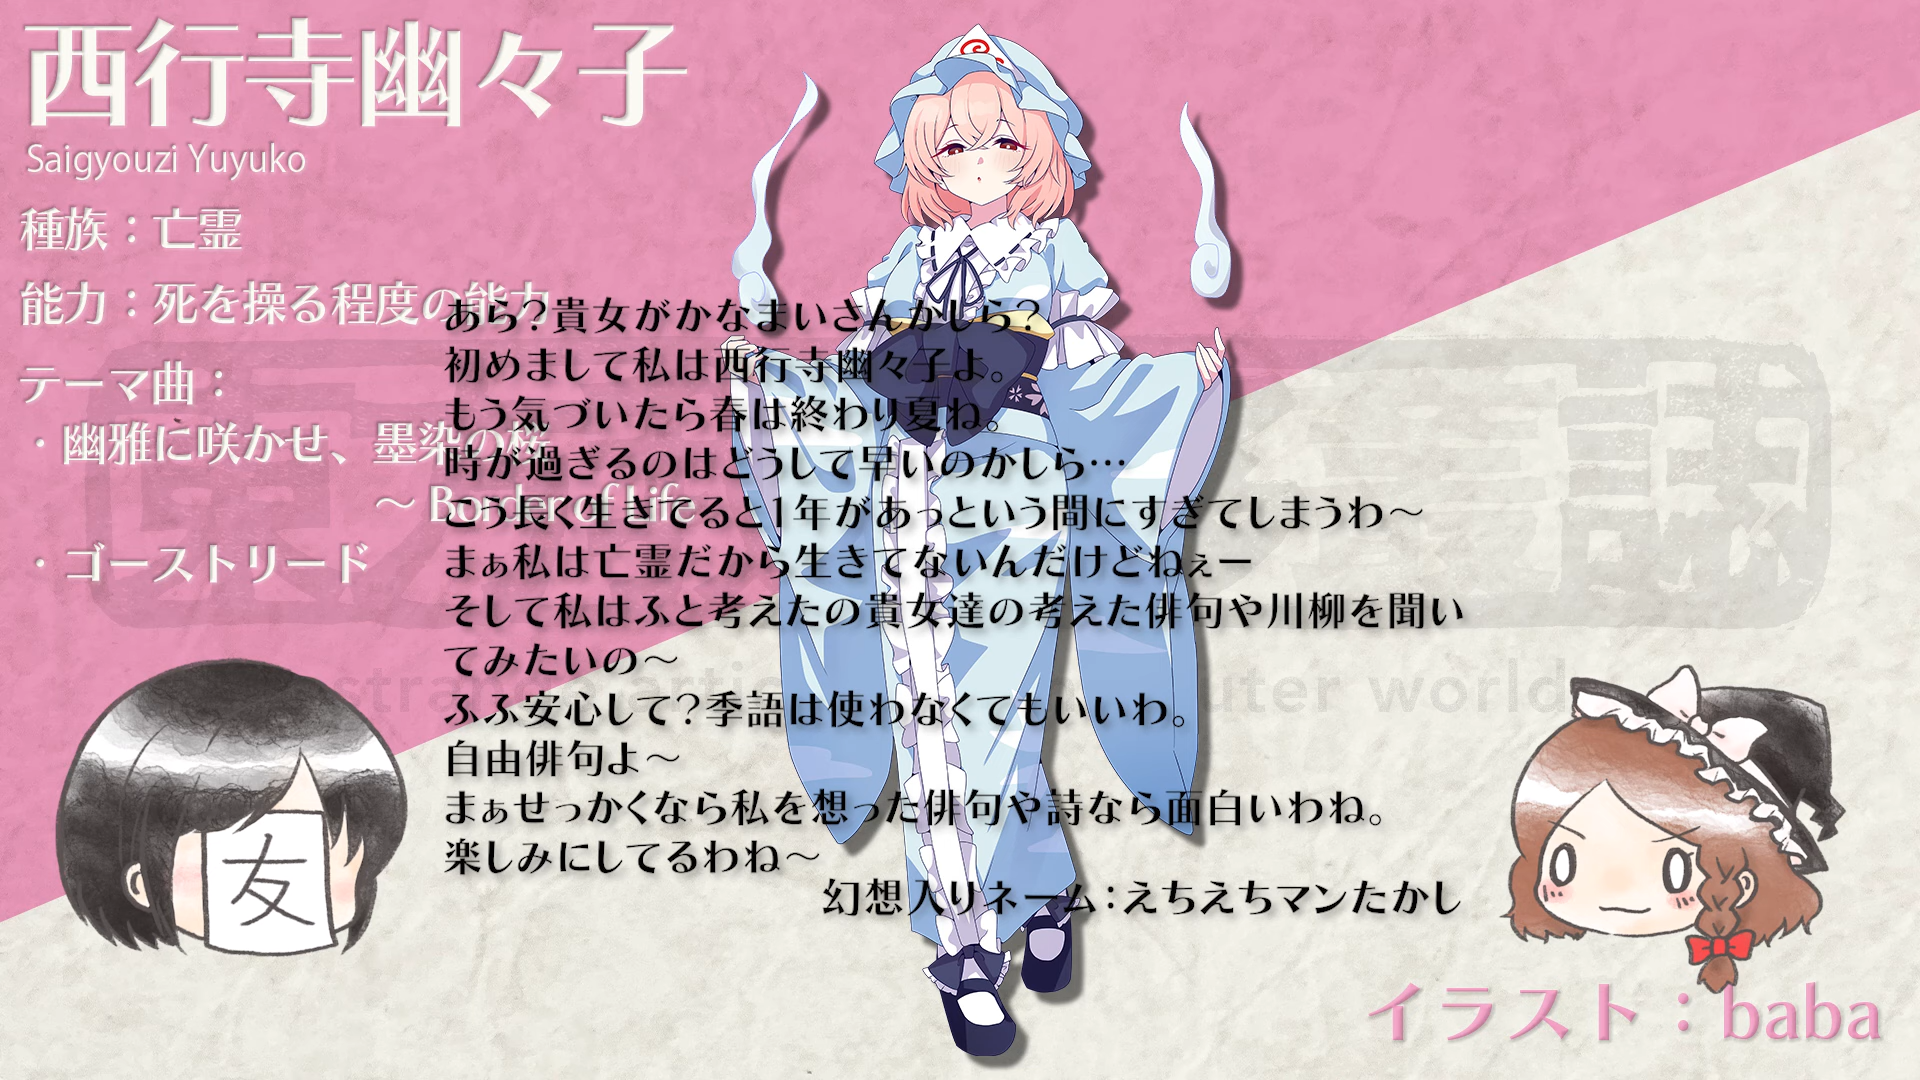 西行寺幽々子
Saigyouzi Yuyuko
種族：亡霊
能力：死を操る程度の能力
テーマ曲：
・幽雅に咲かせ、墨染の桜
～ Border of Life
・ゴーストリード
あら？貴女がかなまいさんかしら？
初めまして私は西行寺幽々子よ。
もう気づいたら春は終わり夏ね。
時が過ぎるのはどうして早いのかしら…
こう長く生きてると1年があっという間にすぎてしまうわ～
まぁ私は亡霊だから生きてないんだけどねぇー
そして私はふと考えたの貴女達の考えた俳句や川柳を聞い
てみたいの～
ふふ安心して？季語は使わなくてもいいわ。
自由俳句よ～
まぁせっかくなら私を想った俳句や詩なら面白いわね。
楽しみにしてるわね～
幻想入りネーム：えちえちマンたかし
友
イラスト：baba